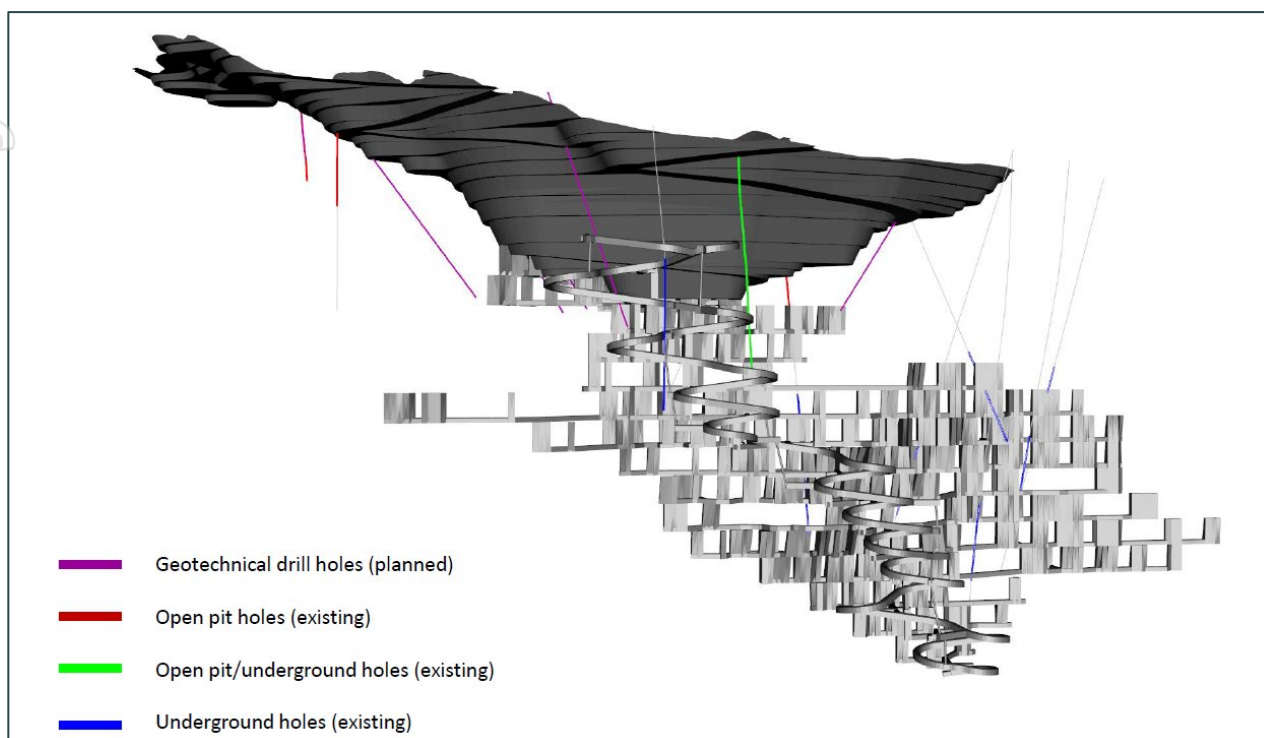 Geotechnical drill holes (planned)
Open pit holes (existing)
Open pit/underground holes (existing)
Underground holes (existing)